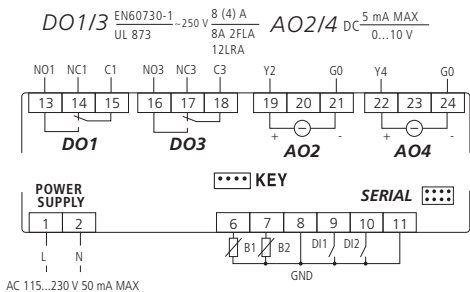 DO1/3 EN60730-1 UL 873 ~250 V 8 (4) A 8A 2FLA 12LRA AO2/4 DC 5 mA MAX 0...10 V
NO1 NC1 C1 NO3 NC3 C3 Y2 G0 Y4 G0
13 14 15 16 17 18 19 20 21 22 23 24
+ - + -
DO1 DO3 AO2 AO4
KEY
POWER SUPPLY
SERIAL
1 2 6 7 8 9 10 11
L N B1 B2 DI1 DI2
GND
AC 115...230 V 50 mA MAX